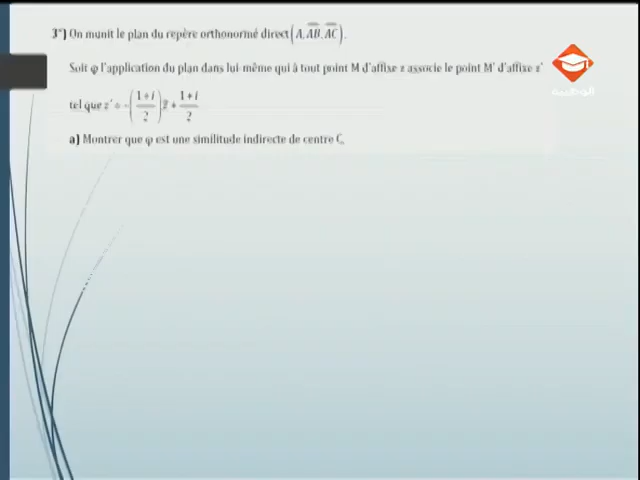 3°) On munit le plan du repère orthonormé direct (A, AB, AC).
الوطنية
Soit φ l'application du plan dans lui-même qui à tout point M d'affixe z associe le point M' d'affixe z'
tel que z' = -((1+i)/2) z̄ + (1+i)/2
a) Montrer que φ est une similitude indirecte de centre C.